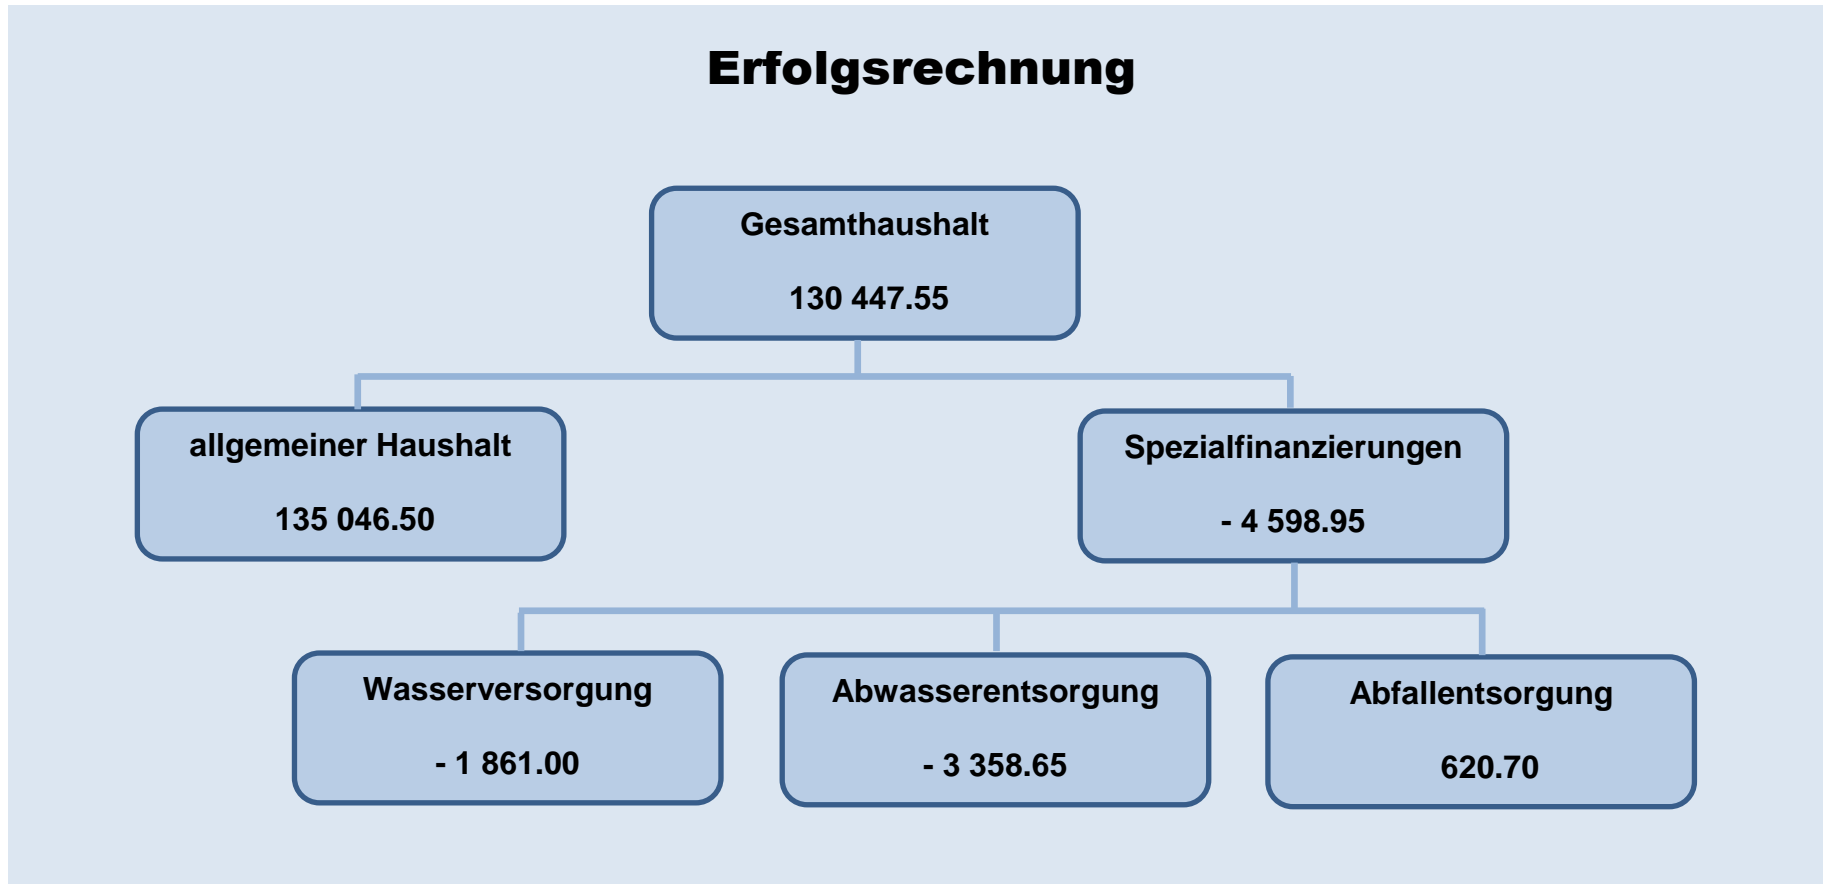 Erfolgsrechnung
Gesamthaushalt
130 447.55
allgemeiner Haushalt
135 046.50
Spezialfinanzierungen
- 4 598.95
Wasserversorgung
- 1 861.00
Abwasserentsorgung
- 3 358.65
Abfallentsorgung
620.70